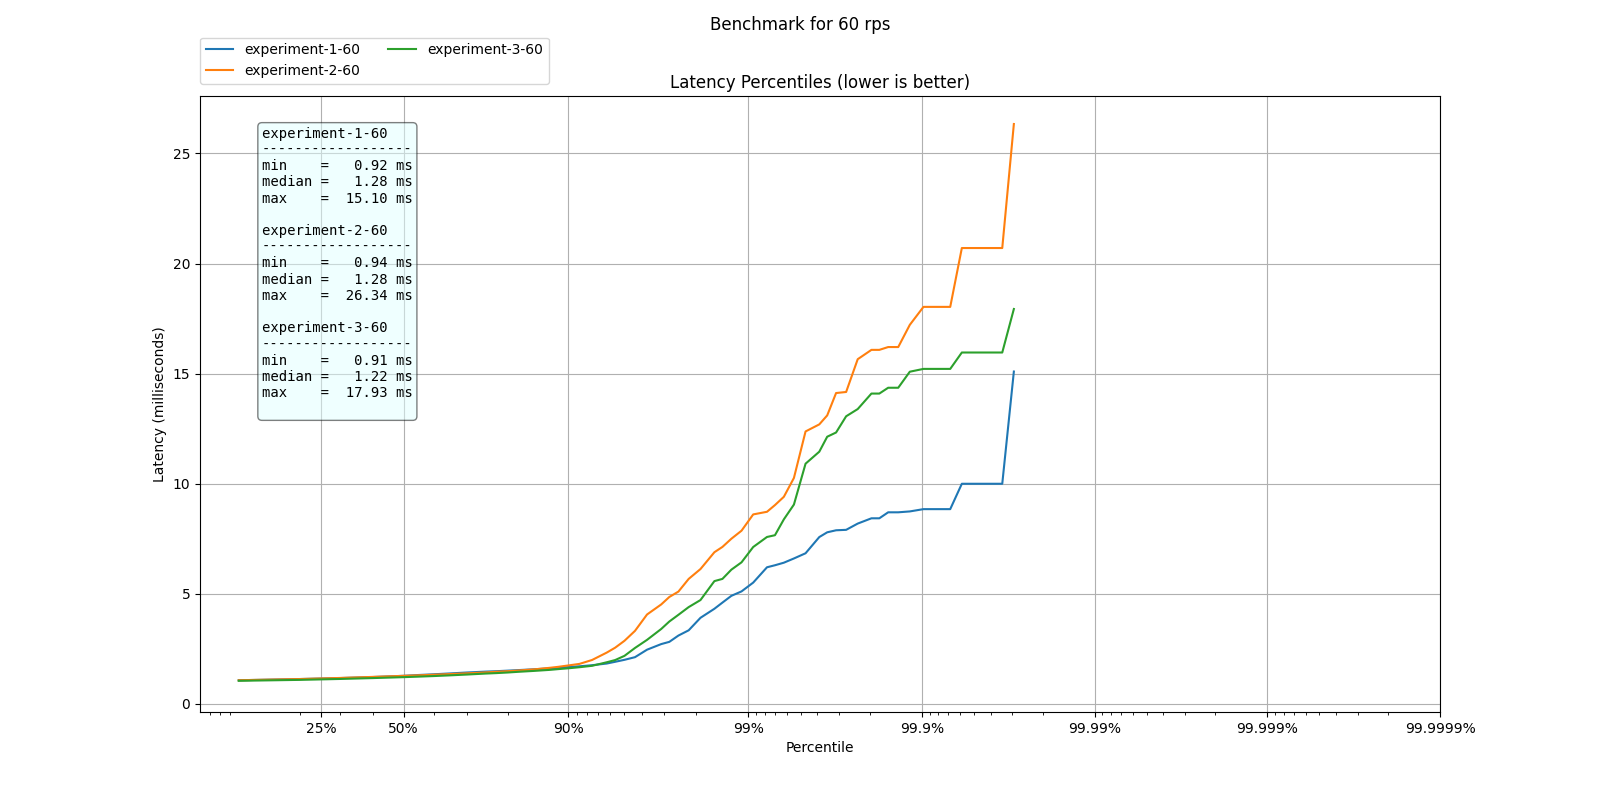 Benchmark for 60 rps
experiment-1-60
experiment-2-60
experiment-3-60
Latency Percentiles (lower is better)
experiment-1-60
------------------
min    =   0.92 ms
median =   1.28 ms
max    =  15.10 ms
experiment-2-60
------------------
min    =   0.94 ms
median =   1.28 ms
max    =  26.34 ms
experiment-3-60
------------------
min    =   0.91 ms
median =   1.22 ms
max    =  17.93 ms
25
20
15
10
5
0
Latency (milliseconds)
25% 50% 90% 99% 99.9% 99.99% 99.999% 99.9999%
Percentile